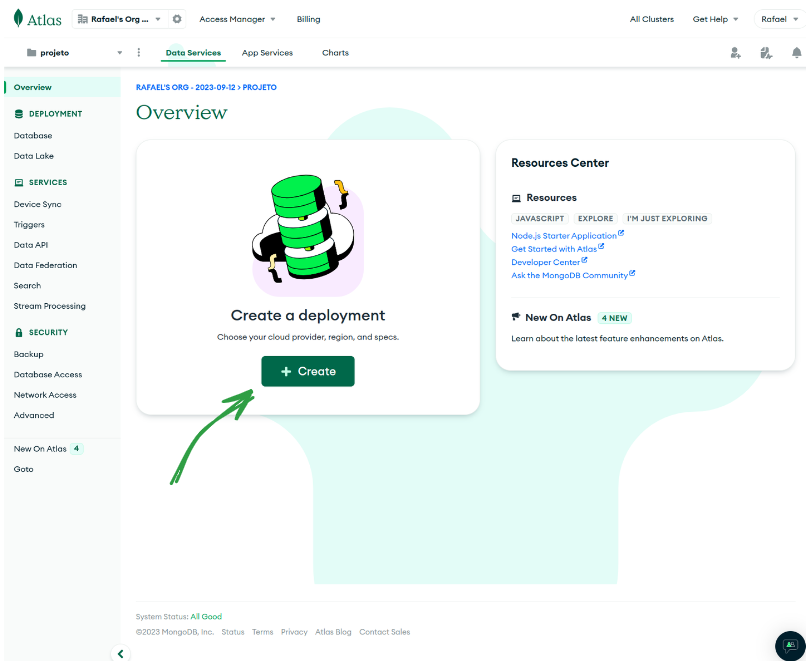 Atlas
Rafael's Org ...
Access Manager
Billing
All Clusters
Get Help
Rafael
projeto
Data Services
App Services
Charts
Overview
DEPLOYMENT
Database
Data Lake
SERVICES
Device Sync
Triggers
Data API
Data Federation
Search
Stream Processing
SECURITY
Backup
Database Access
Network Access
Advanced
New On Atlas 4
Goto
RAFAEL'S ORG - 2023-09-12 > PROJETO
Overview
Create a deployment
Choose your cloud provider, region, and specs.
+ Create
Resources Center
Resources
JAVASCRIPT EXPLORE I'M JUST EXPLORING
Node.js Starter Application
Get Started with Atlas
Developer Center
Ask the MongoDB Community
New On Atlas 4 NEW
Learn about the latest feature enhancements on Atlas.
System Status: All Good
©2023 MongoDB, Inc. Status Terms Privacy Atlas Blog Contact Sales